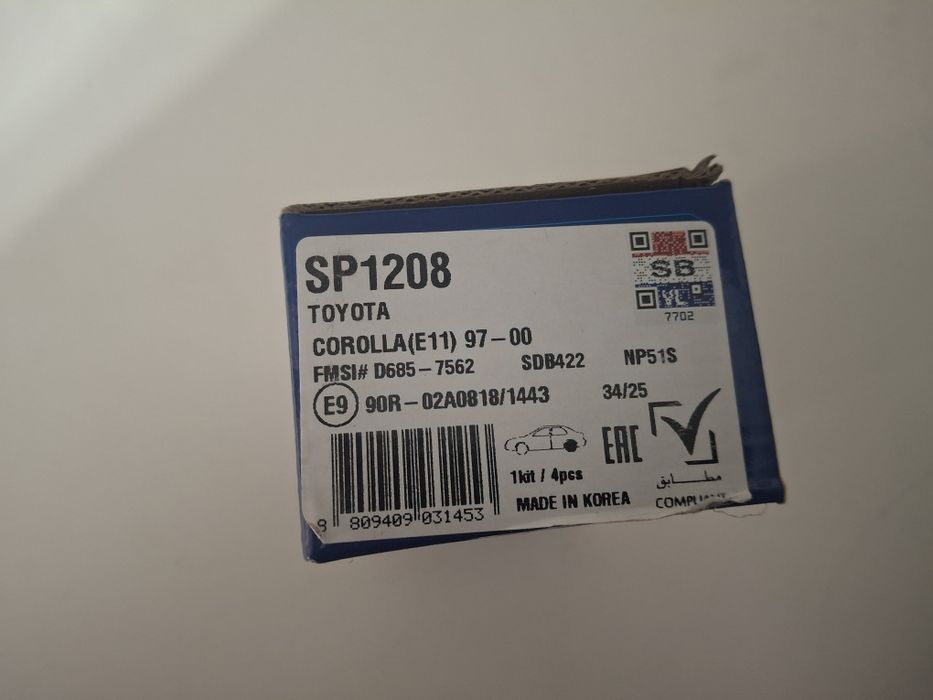 SP1208
SB
VL
7702
TOYOTA
COROLLA(E11) 97-00
FMSI# D685-7562 SDB422 NP51S
E9 90R-02A0818/1443 34/25
EAC
1kit / 4pcs
مطابق
MADE IN KOREA
8 809409 031453